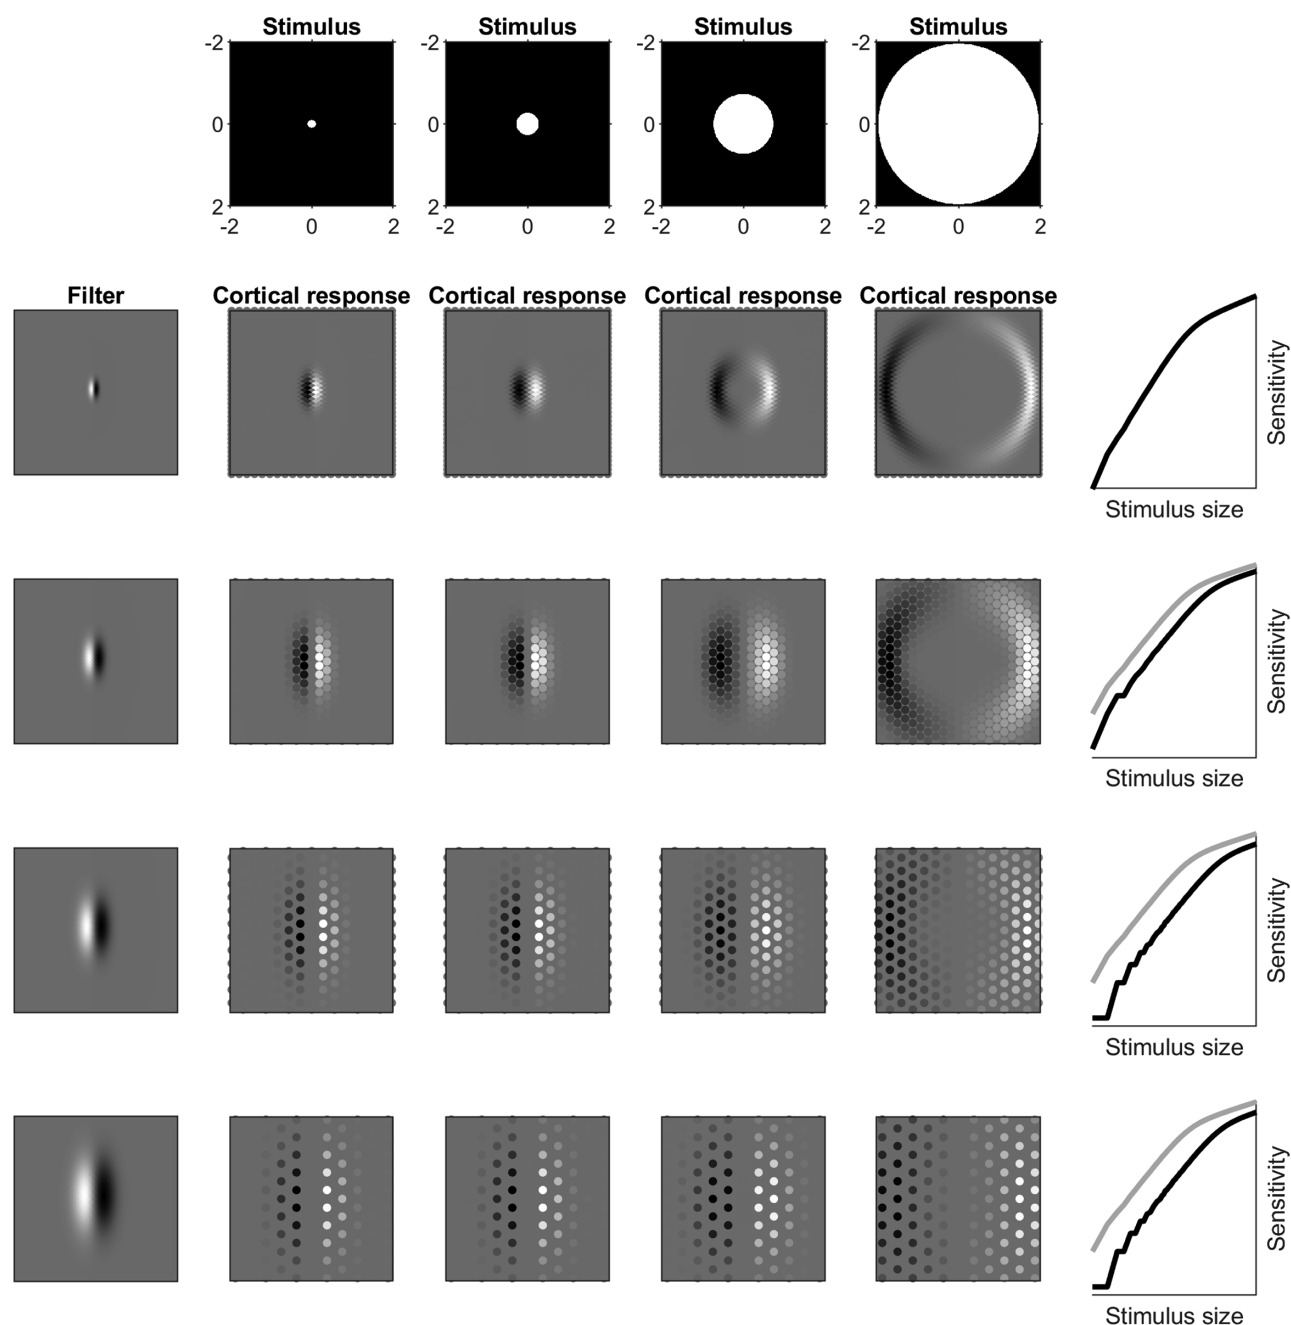 Stimulus Stimulus Stimulus Stimulus
-2 -2 -2 -2
0 0 0 0
2 2 2 2
-2 0 2 -2 0 2 -2 0 2 -2 0 2
Filter Cortical response Cortical response Cortical response Cortical response
Sensitivity
Stimulus size
Sensitivity
Stimulus size
Sensitivity
Stimulus size
Sensitivity
Stimulus size